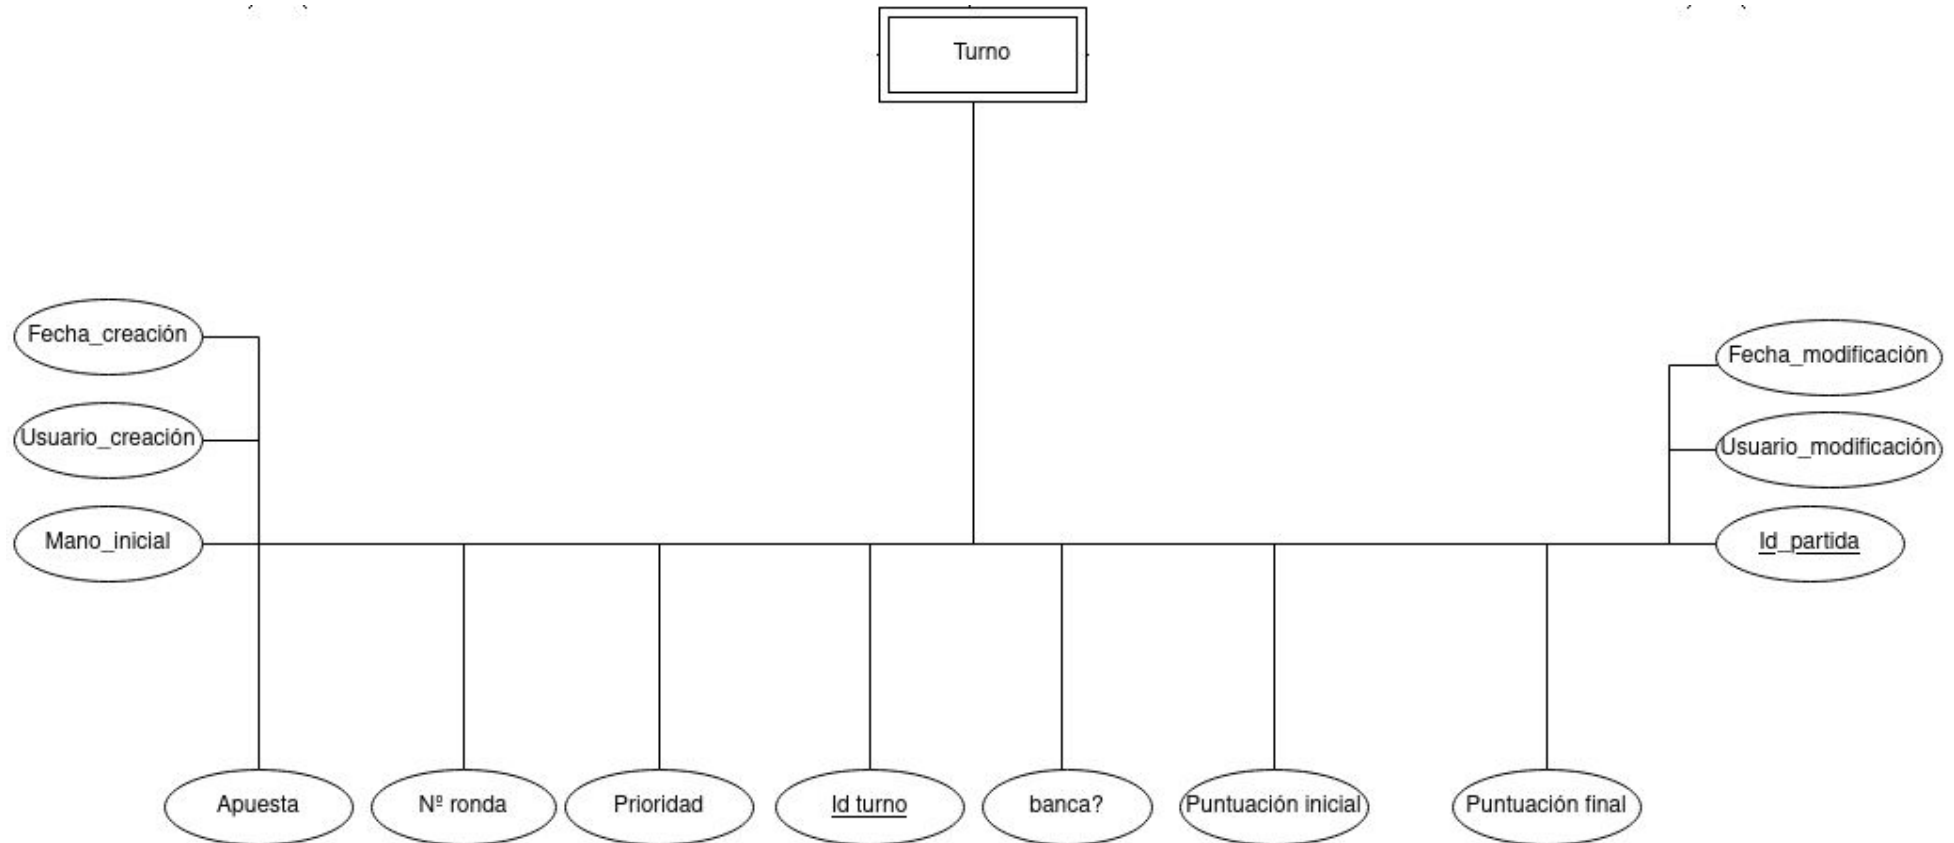 Turno
Fecha_creación
Fecha_modificación
Usuario_creación
Usuario_modificación
Mano_inicial
Id_partida
Apuesta
Nº ronda
Prioridad
Id turno
banca?
Puntuación inicial
Puntuación final